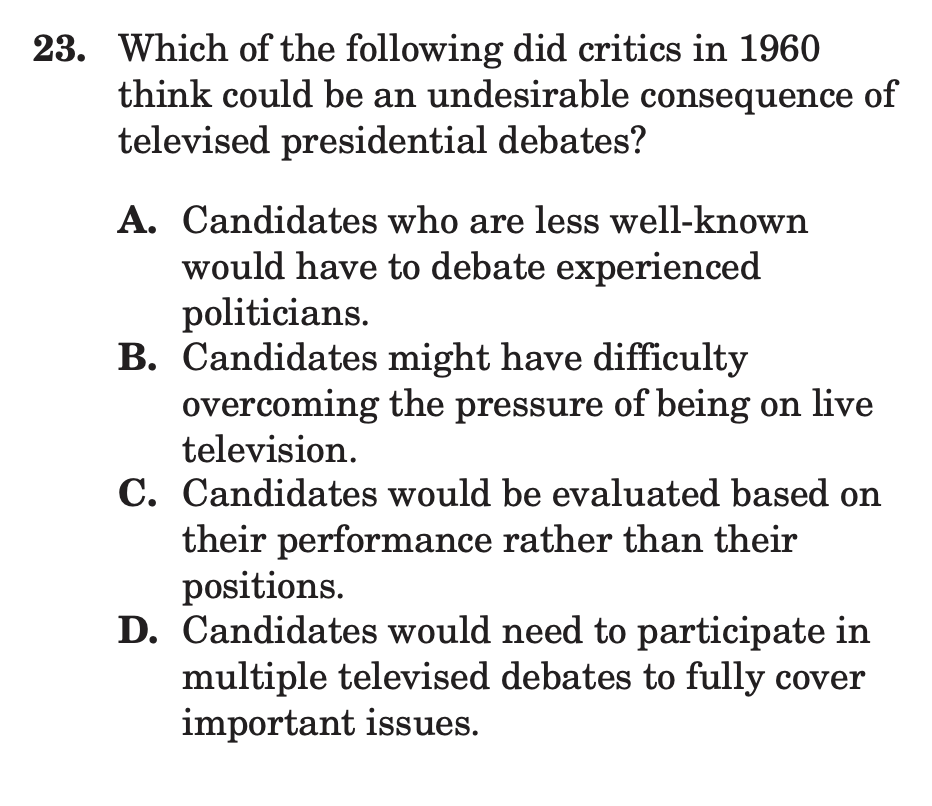 23. Which of the following did critics in 1960
think could be an undesirable consequence of
televised presidential debates?
A. Candidates who are less well-known
would have to debate experienced
politicians.
B. Candidates might have difficulty
overcoming the pressure of being on live
television.
C. Candidates would be evaluated based on
their performance rather than their
positions.
D. Candidates would need to participate in
multiple televised debates to fully cover
important issues.